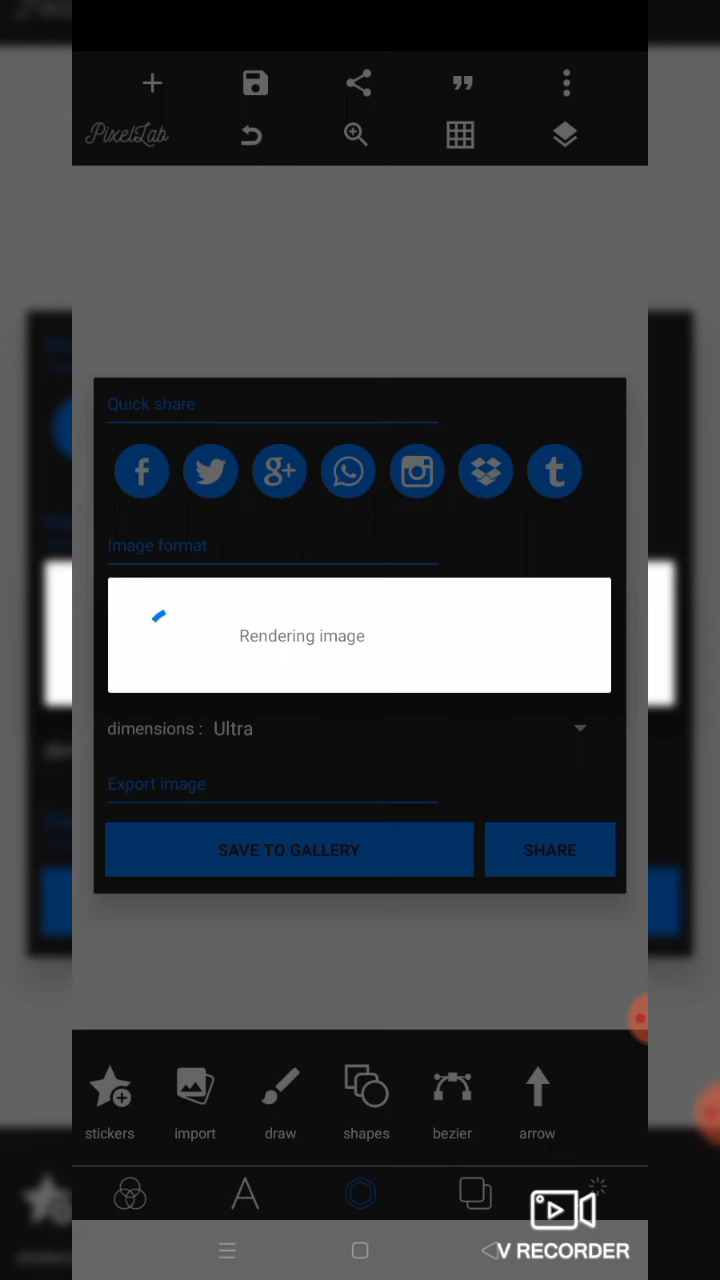 PixelLab
Quick share
Image format
Rendering image
dimensions : Ultra
Export image
SAVE TO GALLERY SHARE
stickers import draw shapes bezier arrow
V RECORDER